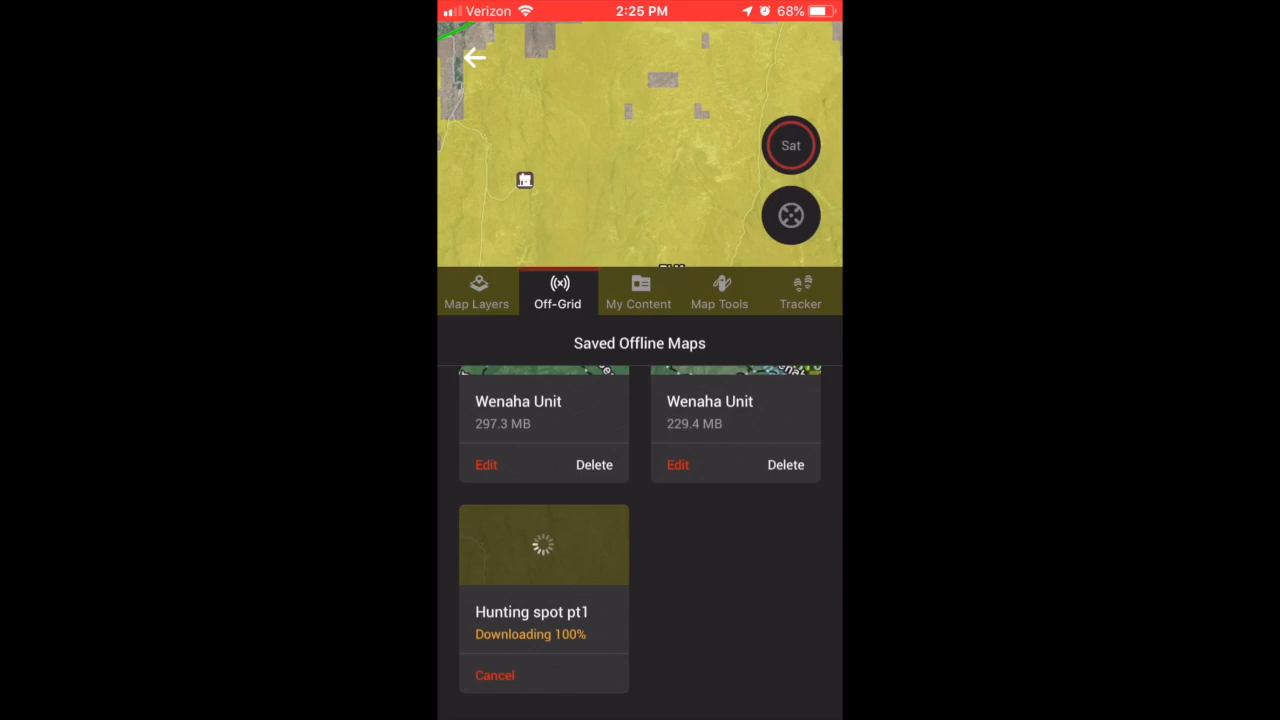 Verizon 2:25 PM 68%
Sat
Map Layers Off-Grid My Content Map Tools Tracker
Saved Offline Maps
Wenaha Unit Wenaha Unit
297.3 MB 229.4 MB
Edit Delete Edit Delete
Hunting spot pt1
Downloading 100%
Cancel